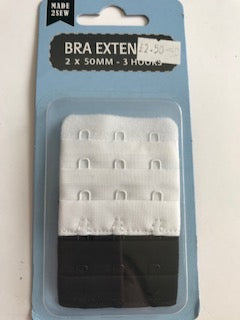 MADE
2SEW
BRA EXTEN
£2-50
2 x 50MM - 3 HOOKS